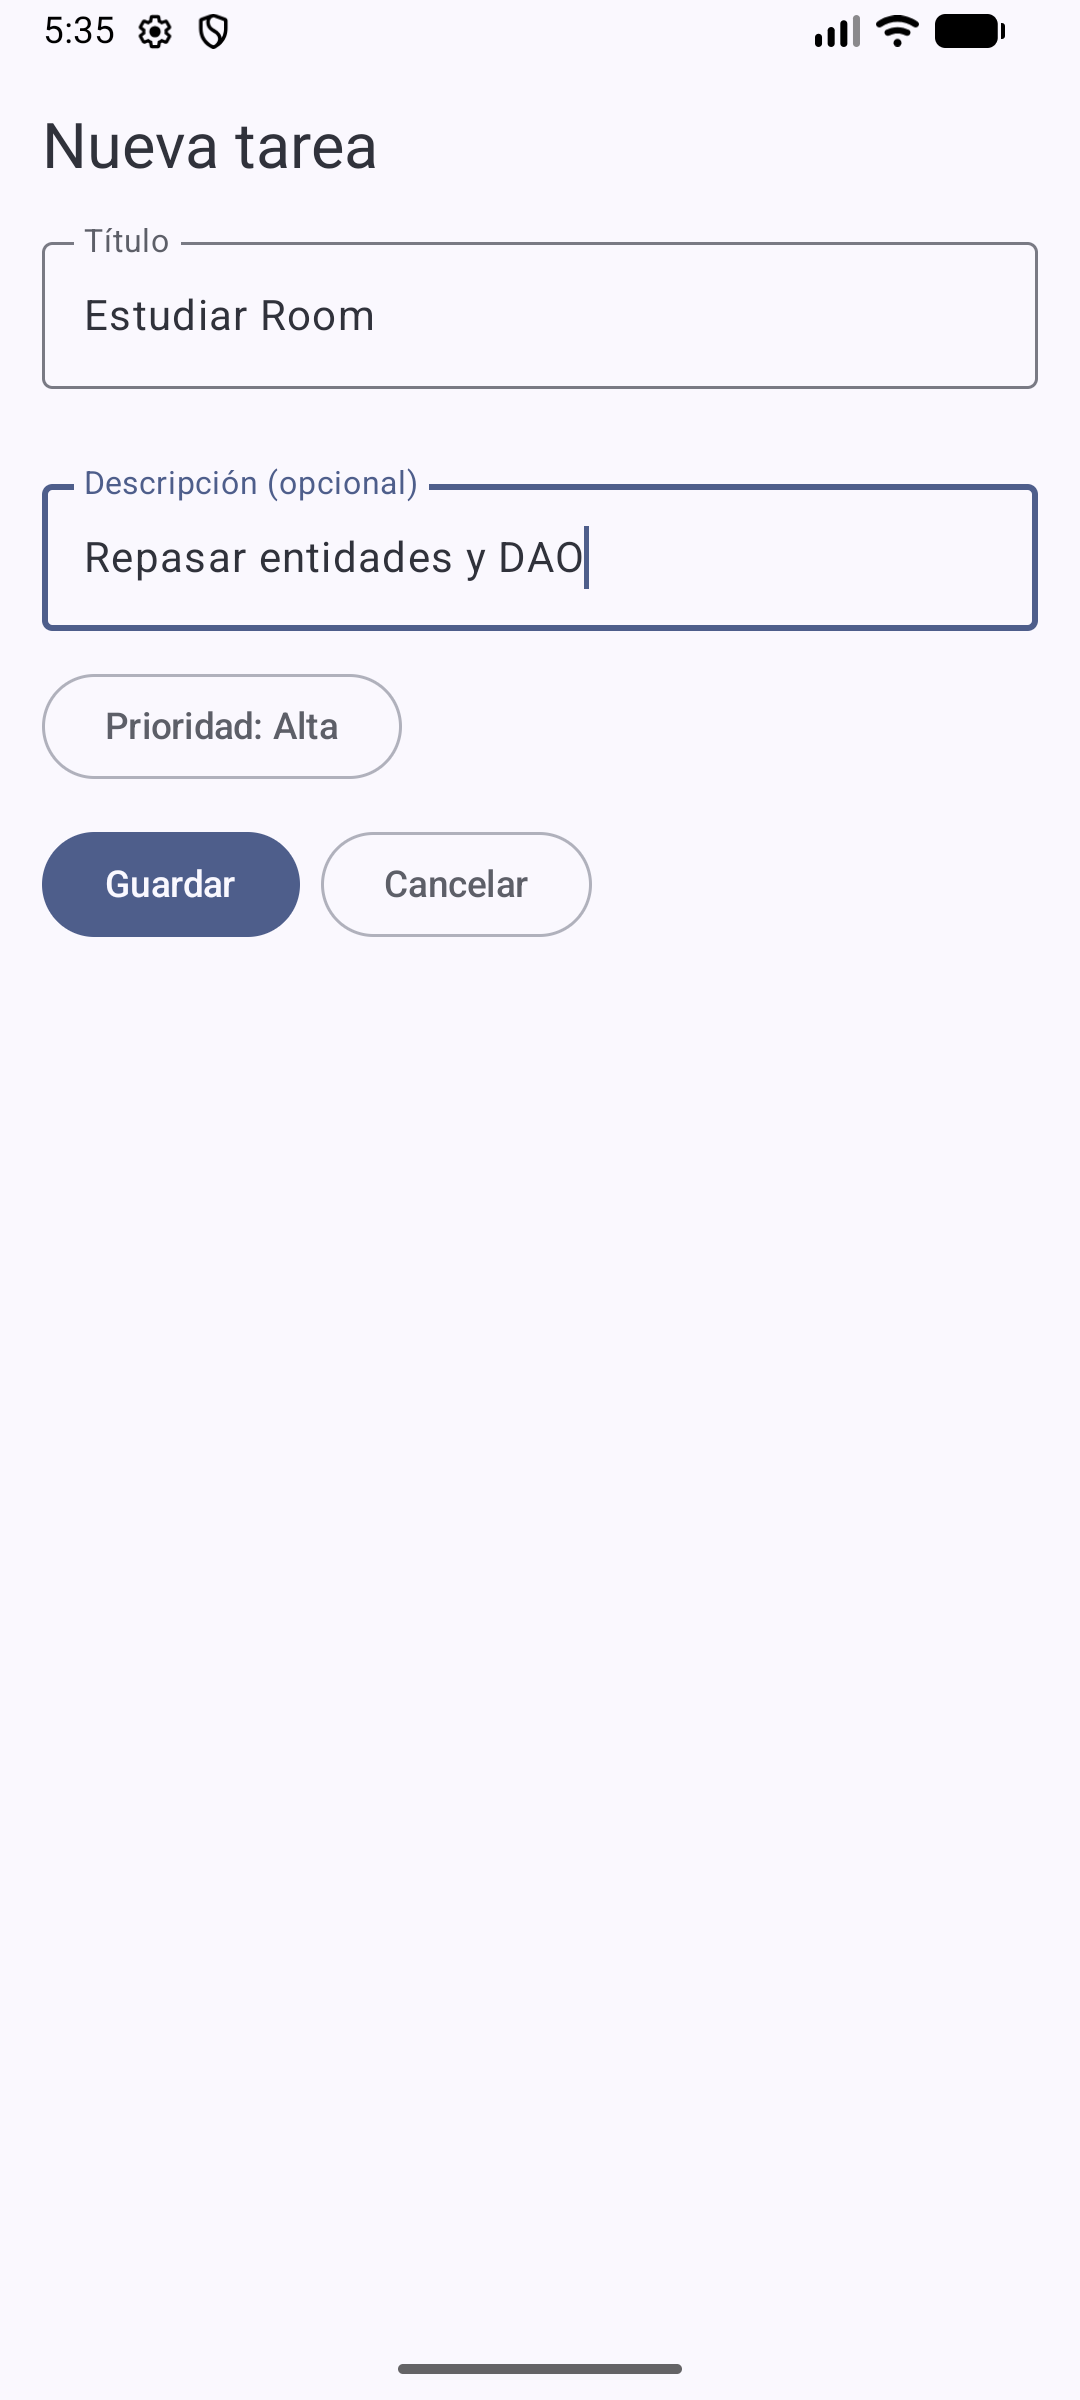 5:35
Nueva tarea
Título
Estudiar Room
Descripción (opcional)
Repasar entidades y DAO
Prioridad: Alta
Guardar Cancelar